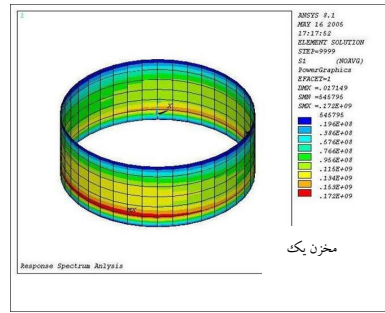 1
ANSYS 8.1
MAY 16 2005
17:17:52
ELEMENT SOLUTION
STEP=9999
S1 (NOAVG)
PowerGraphics
EFACET=1
DMX =.017149
SMN =545795
SMX =.172E+09
545795
.196E+08
.386E+08
.576E+08
.766E+08
.956E+08
.115E+09
.134E+09
.153E+09
.172E+09
MX
مخزن یک
Response Spectrum Anlysis